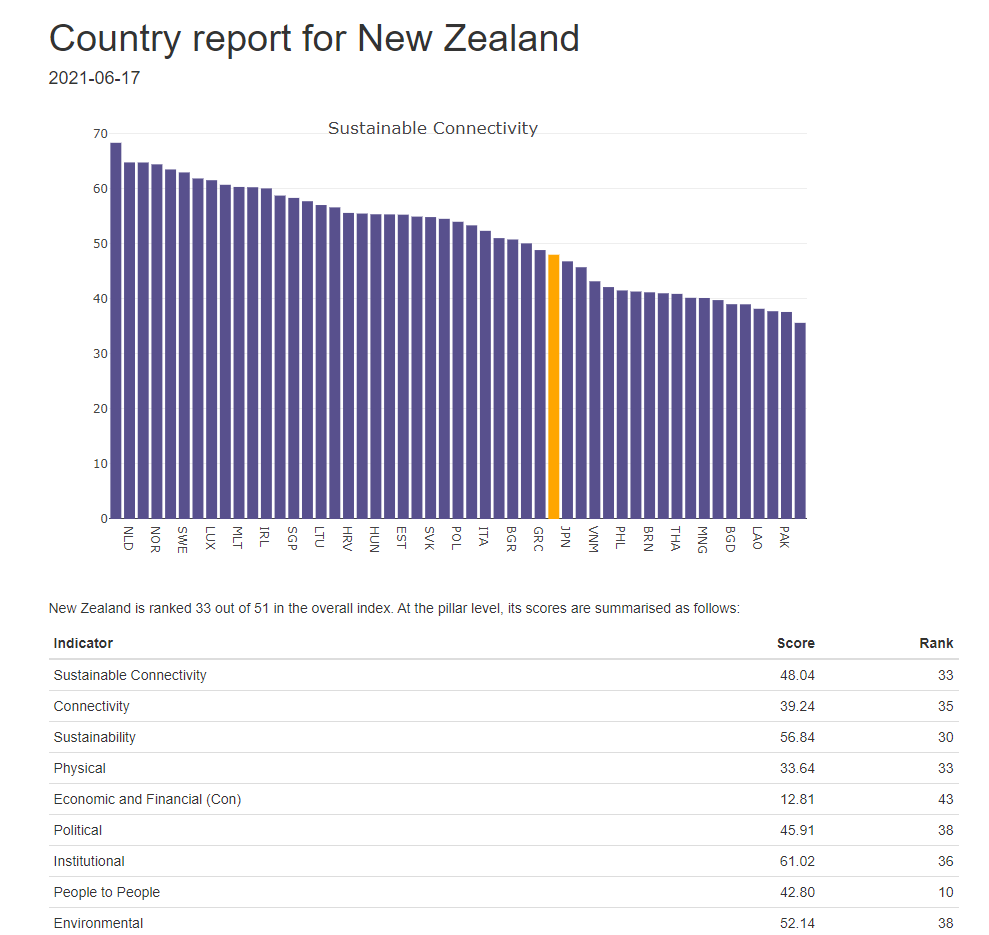 Country report for New Zealand
2021-06-17
Sustainable Connectivity
70
60
50
40
30
20
10
0
NLD NOR SWE LUX MLT IRL SGP LTU HRV HUN EST SVK POL ITA BGR GRC JPN VNM PHL BRN THA MNG BGD LAO PAK
New Zealand is ranked 33 out of 51 in the overall index. At the pillar level, its scores are summarised as follows:
Indicator Score Rank
Sustainable Connectivity 48.04 33
Connectivity 39.24 35
Sustainability 56.84 30
Physical 33.64 33
Economic and Financial (Con) 12.81 43
Political 45.91 38
Institutional 61.02 36
People to People 42.80 10
Environmental 52.14 38